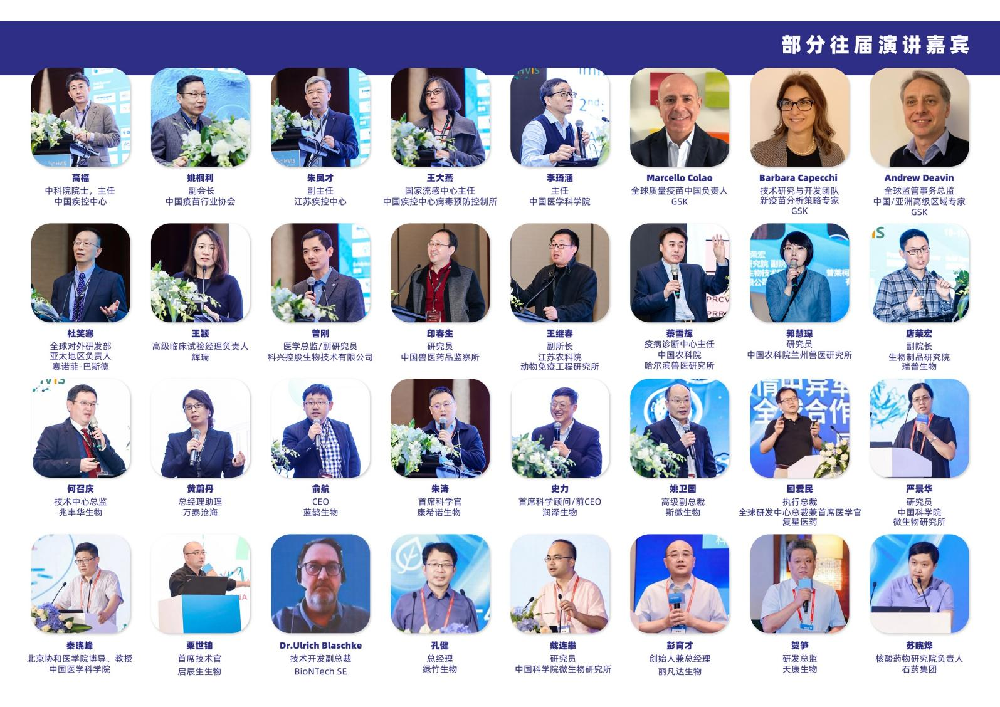 部分往届演讲嘉宾
高福
中科院院士，主任
中国疾控中心
姚桐利
副会长
中国疫苗行业协会
朱凤才
副主任
江苏疾控中心
王大燕
国家流感中心主任
中国疾控中心病毒预防控制所
李琦涵
主任
中国医学科学院
Marcello Colao
全球质量疫苗中国负责人
GSK
Barbara Capecchi
技术研究与开发团队
新疫苗分析策略专家
GSK
Andrew Deavin
全球监管事务总监
中国/亚洲高级区域专家
GSK
杜笑寒
全球对外研发部
亚太地区负责人
赛诺菲-巴斯德
王颖
高级临床试验经理负责人
辉瑞
曾刚
医学总监/副研究员
科兴控股生物技术有限公司
印春生
研究员
中国兽医药品监察所
王继春
副所长
江苏农科院
动物免疫工程研究所
蔡雪辉
疫病诊断中心主任
中国农科院
哈尔滨兽医研究所
郭慧琛
研究员
中国农科院兰州兽医研究所
唐荣宏
副院长
生物制品研究院
瑞普生物
何召庆
技术中心总监
兆丰华生物
黄蔚丹
总经理助理
万泰沧海
俞航
CEO
蓝鹊生物
朱涛
首席科学官
康希诺生物
史力
首席科学顾问/前CEO
润泽生物
姚卫国
高级副总裁
斯微生物
回爱民
执行总裁
全球研发中心总裁兼首席医学官
复星医药
严景华
研究员
中国科学院
微生物研究所
秦晓峰
北京协和医学院博导、教授
中国医学科学院
栗世铀
首席技术官
启辰生生物
Dr.Ulrich Blaschke
技术开发副总裁
BioNTech SE
孔健
总经理
绿竹生物
戴连攀
研究员
中国科学院微生物研究所
彭育才
创始人兼总经理
丽凡达生物
贺笋
研发总监
天康生物
苏晓烨
核酸药物研究院负责人
石药集团